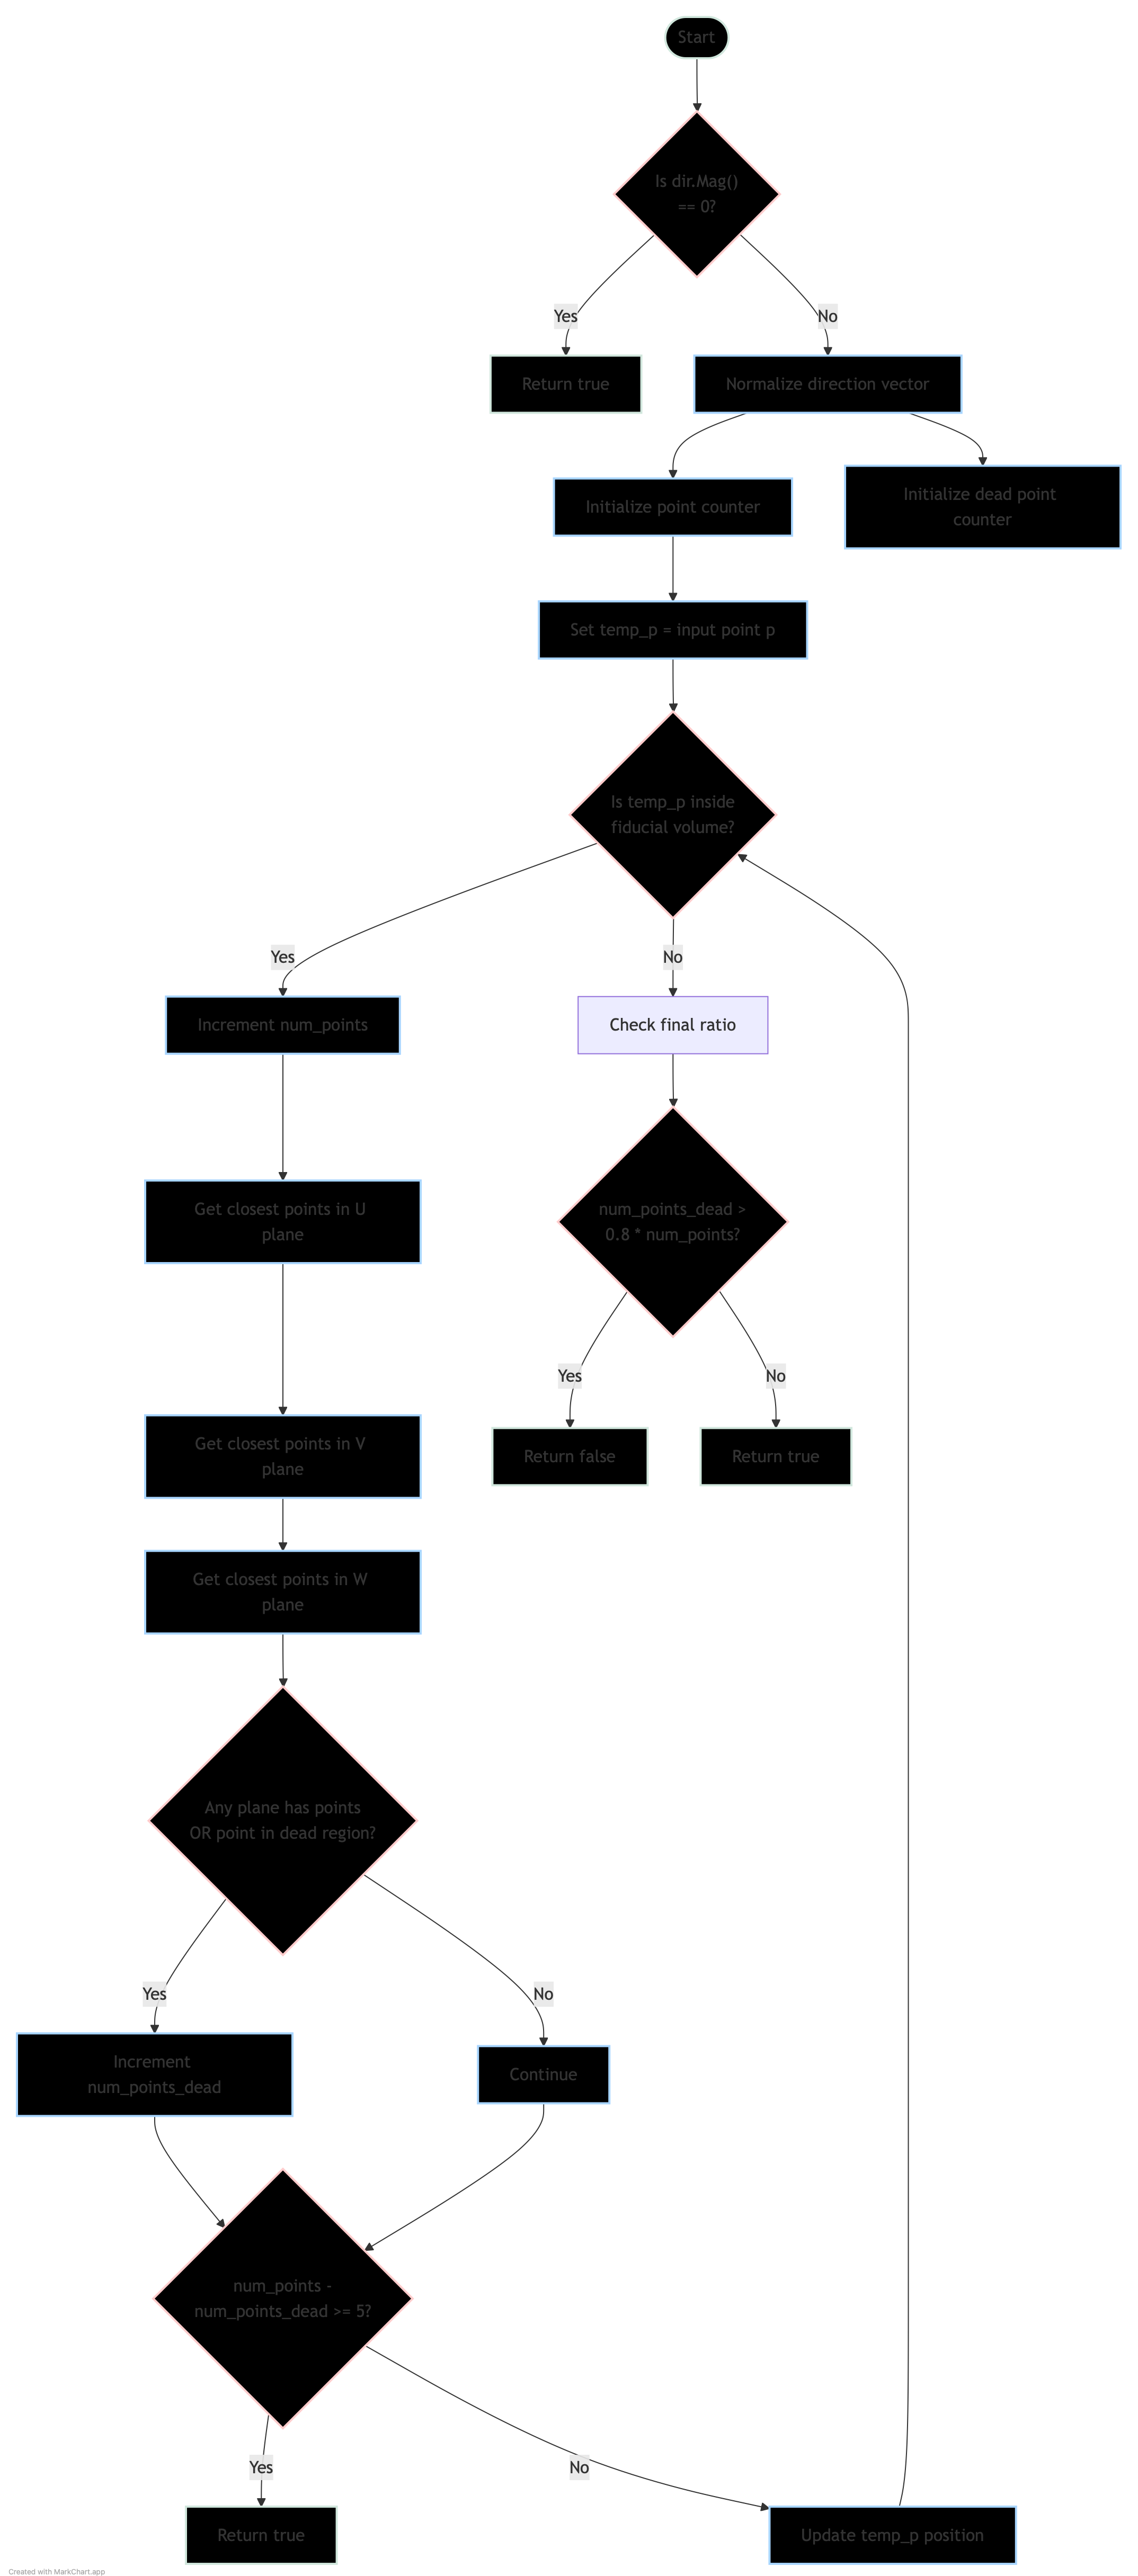 Start
Is dir.Mag()
== 0?
Yes
No
Return true
Normalize direction vector
Initialize point counter
Initialize dead point
counter
Set temp_p = input point p
Is temp_p inside
fiducial volume?
Yes
No
Increment num_points
Check final ratio
Get closest points in U
plane
num_points_dead >
0.8 * num_points?
Yes
No
Get closest points in V
plane
Return false
Return true
Get closest points in W
plane
Any plane has points
OR point in dead region?
Yes
No
Increment
num_points_dead
Continue
num_points -
num_points_dead >= 5?
Yes
No
Return true
Update temp_p position
Created with MarkChart.app